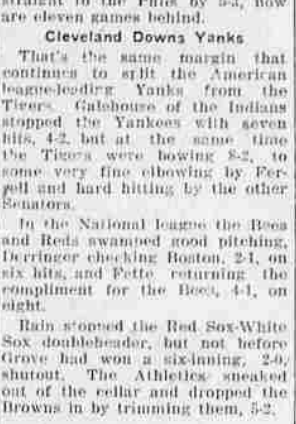 straight to the Phils by 5-3, now
are eleven games behind.
Cleveland Downs Yanks
That's the same margin that
continues to split the American
league-leading Yanks from the
Tigers. Galehouse of the Indians
stopped the Yankees with seven
hits, 4-2, but at the same time
the Tigers were bowing 8-2, to
some very fine elbowing by Fer-
rell and hard hitting by the other
Senators.
In the National league the Bees
and Reds swamped good pitching,
Derringer checking Boston, 2-1, on
six hits, and Fette returning the
compliment for the Bees, 4-1, on
eight.
Rain stopped the Red Sox-White
Sox doubleheader, but not before
Grove had won a six-inning, 2-0,
shutout. The Athletics sneaked
out of the cellar and dropped the
Browns in by trimming them, 5-2.